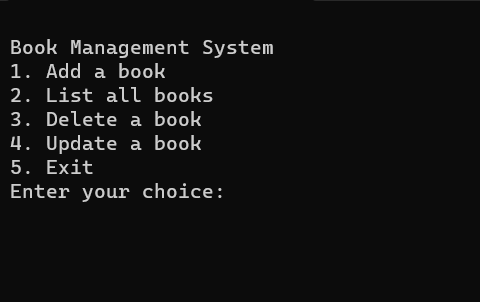 Book Management System
1. Add a book
2. List all books
3. Delete a book
4. Update a book
5. Exit
Enter your choice: